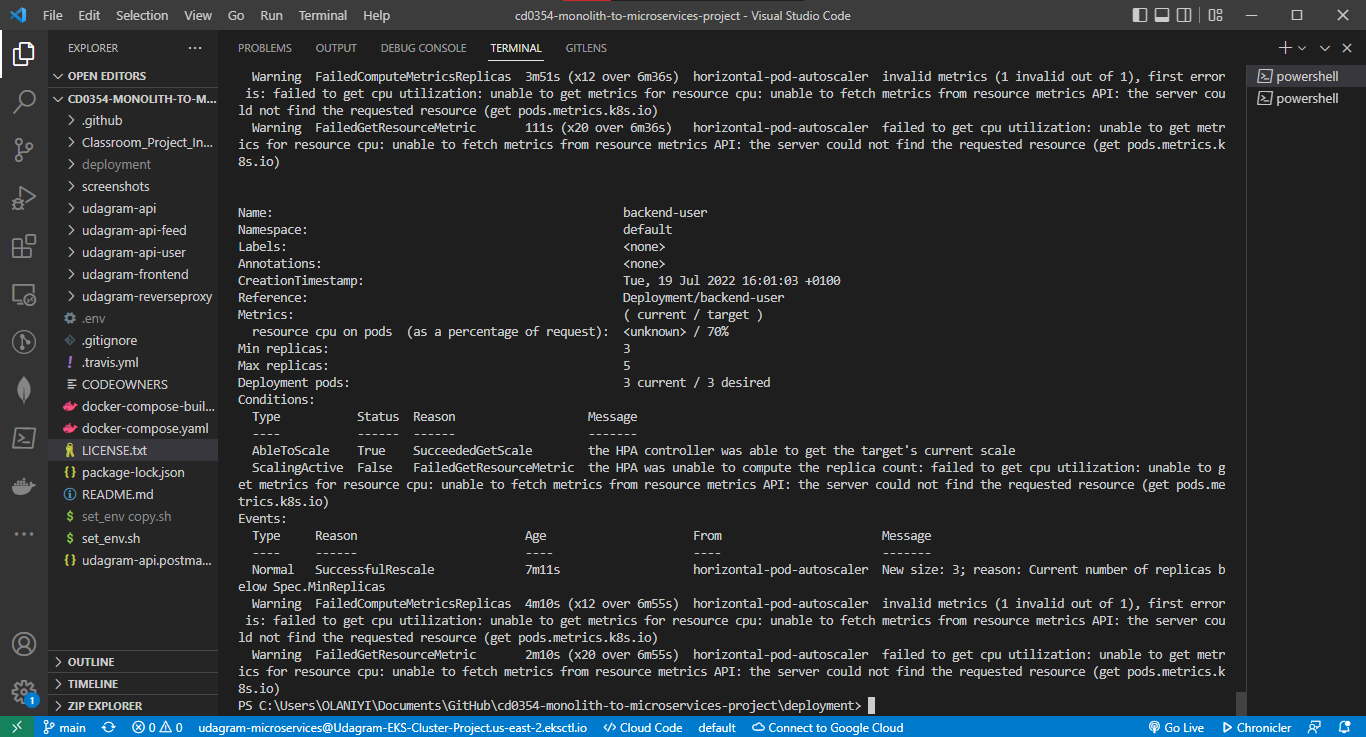 File Edit Selection View Go Run Terminal Help cd0354-monolith-to-microservices-project - Visual Studio Code
EXPLORER ···
OPEN EDITORS
CD0354-MONOLITH-TO-M...
.github
Classroom_Project_In...
deployment
screenshots
udagram-api
udagram-api-feed
udagram-api-user
udagram-frontend
udagram-reverseproxy
.env
.gitignore
.travis.yml
CODEOWNERS
docker-compose-buil...
docker-compose.yaml
LICENSE.txt
package-lock.json
README.md
set_env copy.sh
set_env.sh
udagram-api.postma...
OUTLINE
TIMELINE
ZIP EXPLORER
1
PROBLEMS OUTPUT DEBUG CONSOLE TERMINAL GITLENS
Warning FailedComputeMetricsReplicas 3m51s (x12 over 6m36s) horizontal-pod-autoscaler invalid metrics (1 invalid out of 1), first error
is: failed to get cpu utilization: unable to get metrics for resource cpu: unable to fetch metrics from resource metrics API: the server cou
ld not find the requested resource (get pods.metrics.k8s.io)
Warning FailedGetResourceMetric 111s (x20 over 6m36s) horizontal-pod-autoscaler failed to get cpu utilization: unable to get metr
ics for resource cpu: unable to fetch metrics from resource metrics API: the server could not find the requested resource (get pods.metrics.k
8s.io)
Name: backend-user
Namespace: default
Labels: <none>
Annotations: <none>
CreationTimestamp: Tue, 19 Jul 2022 16:01:03 +0100
Reference: Deployment/backend-user
Metrics: ( current / target )
resource cpu on pods (as a percentage of request): <unknown> / 70%
Min replicas: 3
Max replicas: 5
Deployment pods: 3 current / 3 desired
Conditions:
Type Status Reason Message
---- ------ ------ -------
AbleToScale True SucceededGetScale the HPA controller was able to get the target's current scale
ScalingActive False FailedGetResourceMetric the HPA was unable to compute the replica count: failed to get cpu utilization: unable to g
et metrics for resource cpu: unable to fetch metrics from resource metrics API: the server could not find the requested resource (get pods.me
trics.k8s.io)
Events:
Type Reason Age From Message
---- ------ ---- ---- -------
Normal SuccessfulRescale 7m11s horizontal-pod-autoscaler New size: 3; reason: Current number of replicas b
elow Spec.MinReplicas
Warning FailedComputeMetricsReplicas 4m10s (x12 over 6m55s) horizontal-pod-autoscaler invalid metrics (1 invalid out of 1), first error
is: failed to get cpu utilization: unable to get metrics for resource cpu: unable to fetch metrics from resource metrics API: the server cou
ld not find the requested resource (get pods.metrics.k8s.io)
Warning FailedGetResourceMetric 2m10s (x20 over 6m55s) horizontal-pod-autoscaler failed to get cpu utilization: unable to get metr
ics for resource cpu: unable to fetch metrics from resource metrics API: the server could not find the requested resource (get pods.metrics.k
8s.io)
PS C:\Users\OLANIYI\Documents\GitHub\cd0354-monolith-to-microservices-project\deployment>
powershell
powershell
main 0 0 udagram-microservices@Udagram-EKS-Cluster-Project.us-east-2.eksctl.io Cloud Code default Connect to Google Cloud Go Live Chronicler